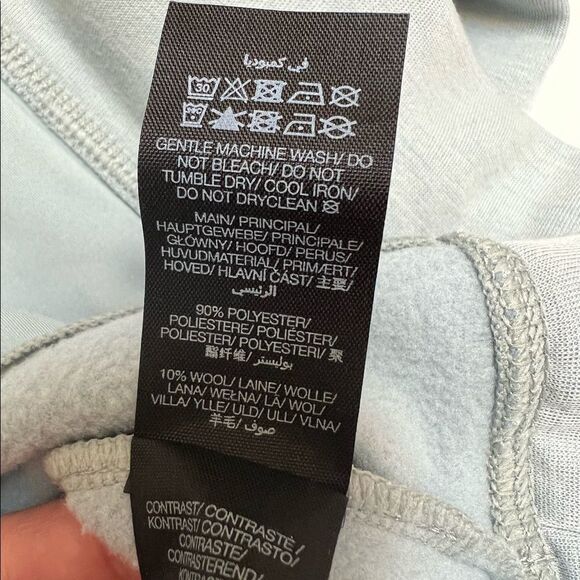 في كمبوديا
30
GENTLE MACHINE WASH/ DO
NOT BLEACH/ DO NOT
TUMBLE DRY/ COOL IRON/
DO NOT DRYCLEAN
MAIN/ PRINCIPAL/
HAUPTGEWEBE/ PRINCIPALE/
GŁÓWNY/ HOOFD/ PERUS/
HUVUDMATERIAL/ PRIMÆRT/
HOVED/ HLAVNÍ ČÁST/ 主要/
الرئيسي
90% POLYESTER/
POLIESTERE/ POLIÉSTER/
POLIESTER/ POLYESTERI/ 聚
酯纤维/ بوليستر
10% WOOL/ LAINE/ WOLLE/
LANA/ WEŁNA/ LÃ/ WOL/
VILLA/ YLLE/ ULD/ ULL/ VLNA/
羊毛/ صوف
CONTRAST/ CONTRASTÉ/
KONTRAST/ CONTRASTO/
CONTRASTE/
CONTRASTEREND/